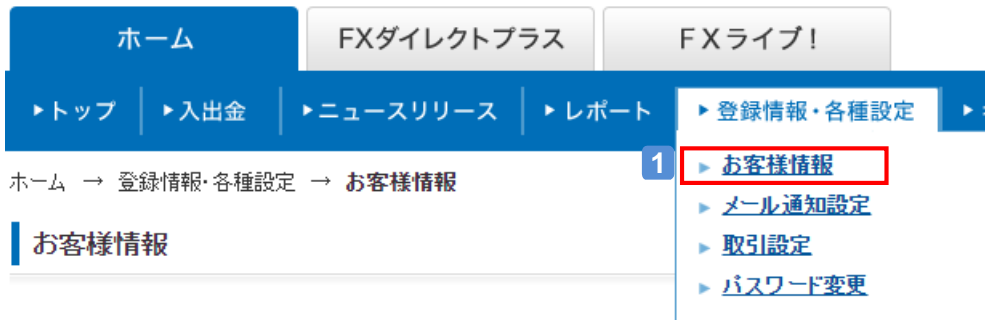 ホーム FXダイレクトプラス FXライブ!
▶トップ ▶入出金 ▶ニュースリリース ▶レポート ▶登録情報・各種設定
1 ▶ お客様情報
ホーム → 登録情報・各種設定 → お客様情報
▶ メール通知設定
お客様情報
▶ 取引設定
▶ パスワード変更